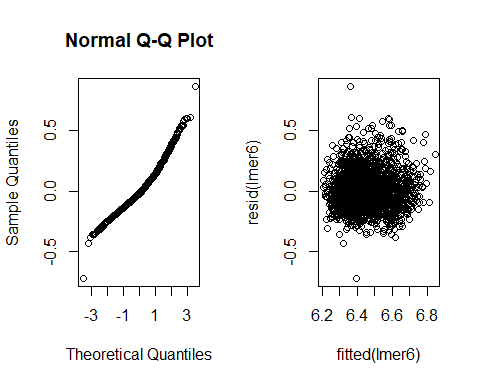 Normal Q-Q Plot
Sample Quantiles
-0.5
0.0
0.5
-3
-1
1
3
Theoretical Quantiles
resid(lmer6)
-0.5
0.0
0.5
6.2
6.4
6.6
6.8
fitted(lmer6)